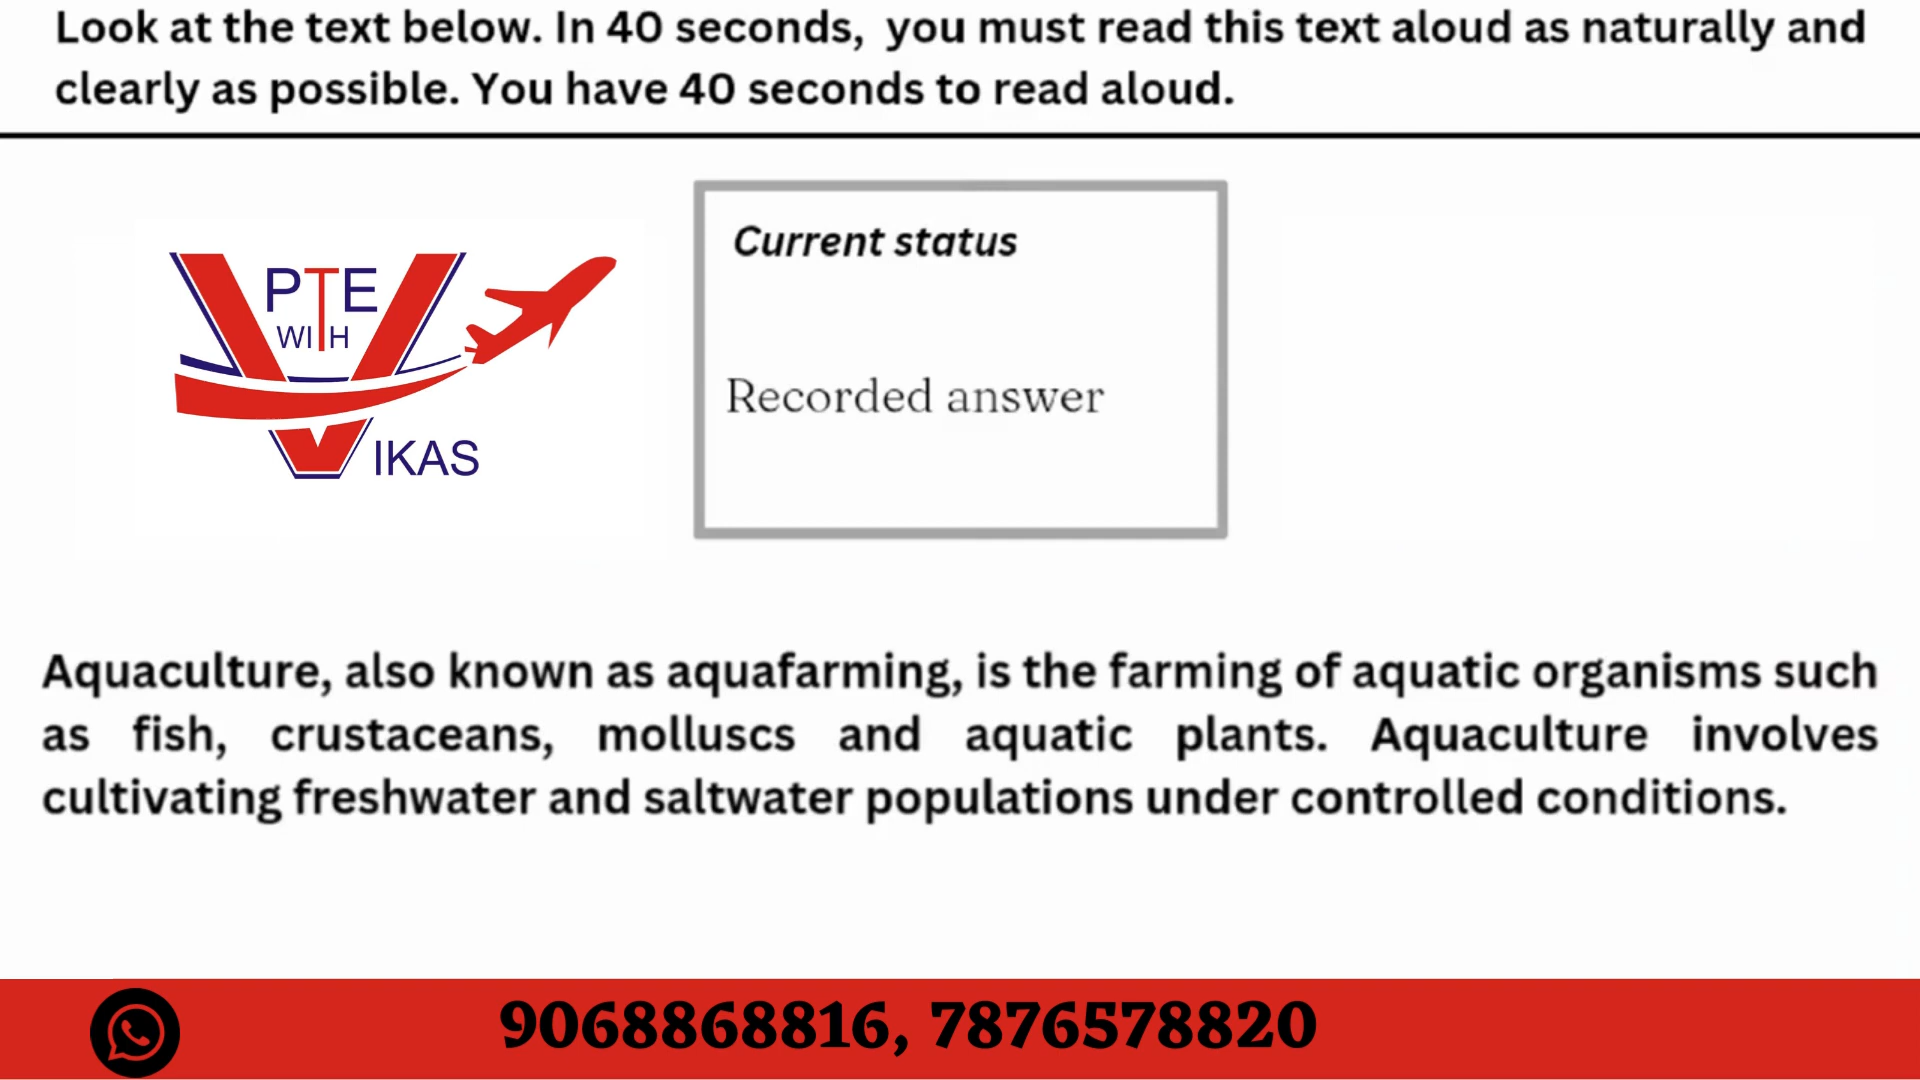 Look at the text below. In 40 seconds, you must read this text aloud as naturally and
clearly as possible. You have 40 seconds to read aloud.
PTE
WITH
VIKAS
Current status
Recorded answer
Aquaculture, also known as aquafarming, is the farming of aquatic organisms such
as fish, crustaceans, molluscs and aquatic plants. Aquaculture involves
cultivating freshwater and saltwater populations under controlled conditions.
9068868816, 7876578820